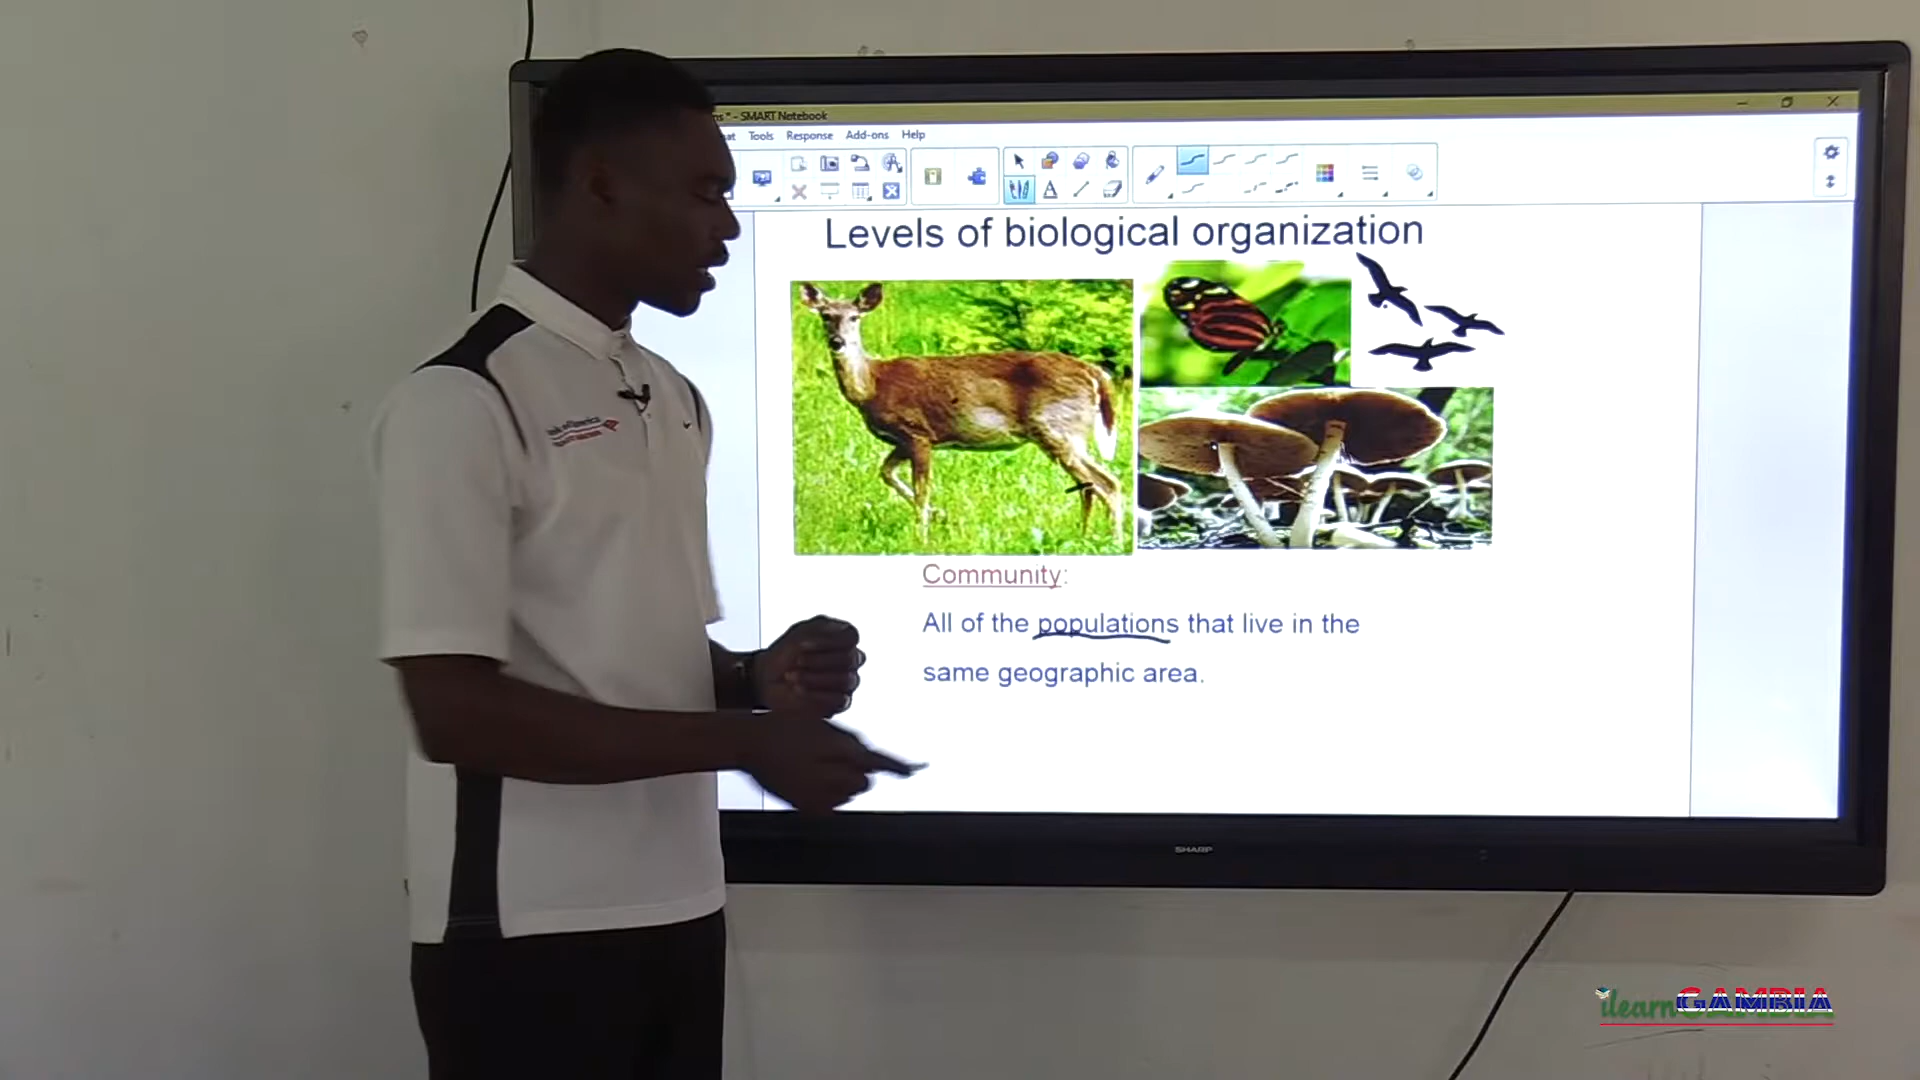 - SMART Notebook
Tools Response Add-ons Help
Levels of biological organization
Community:
All of the populations that live in the
same geographic area.
SHARP
ilearnGAMBIA